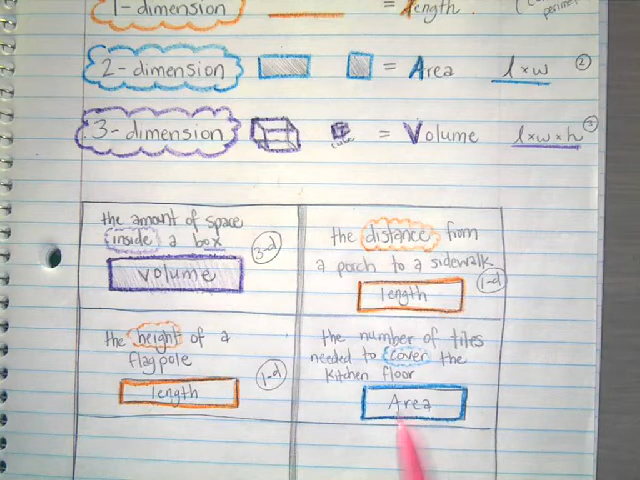 1-dimension = Length
2-dimension = Area l×w ②
3-dimension = Volume l×w×h ③
the amount of space
inside a box
3-d
Volume
the distance from
a porch to a sidewalk
1-d
length
the height of a
flagpole
1-d
length
the number of tiles
needed to cover the
kitchen floor
Area